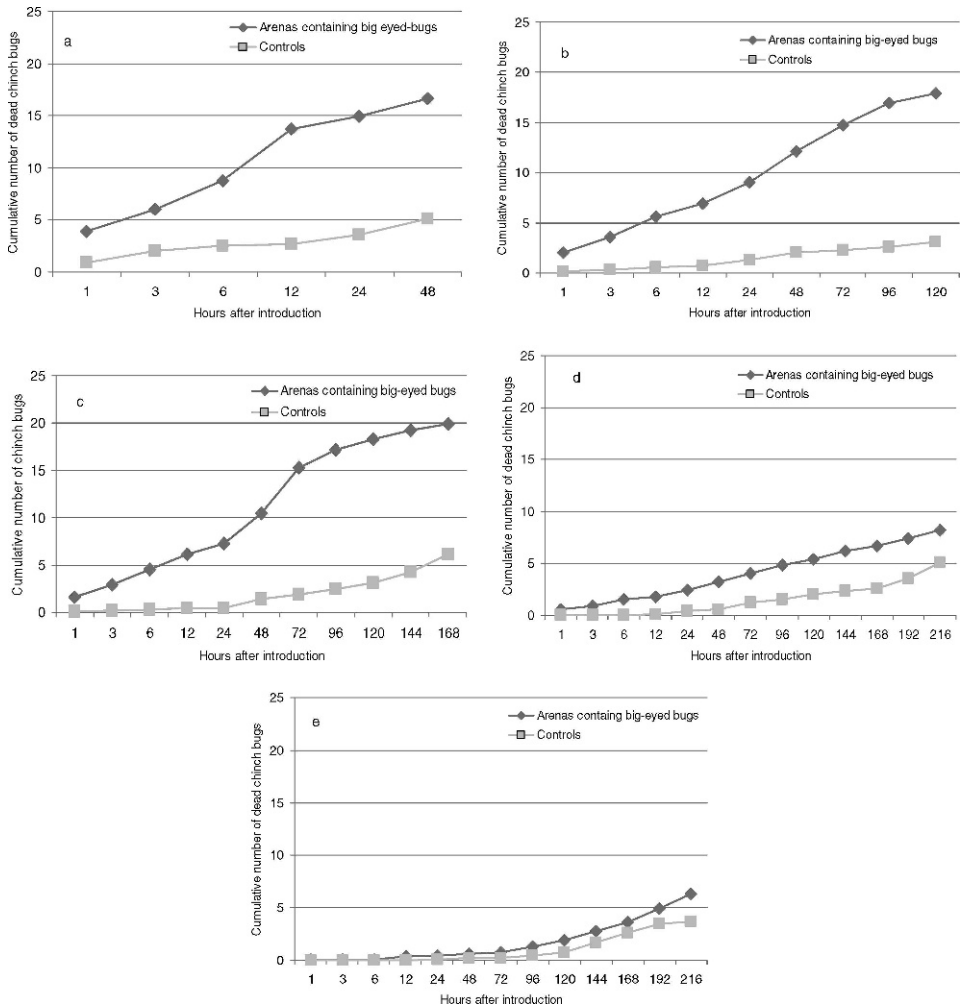 a
Arenas containing big eyed-bugs
Controls
Cumulative number of dead chinch bugs
25
20
15
10
5
0
1 3 6 12 24 48
Hours after introduction
b
Arenas containing big-eyed bugs
Controls
Cumulative number of dead chinch bugs
25
20
15
10
5
0
1 3 6 12 24 48 72 96 120
Hours after introduction
c
Arenas containing big-eyed bugs
Controls
Cumulative number of chinch bugs
25
20
15
10
5
0
1 3 6 12 24 48 72 96 120 144 168
Hours after introduction
d
Arenas containing big-eyed bugs
Controls
Cumulative number of dead chinch bugs
25
20
15
10
5
0
1 3 6 12 24 48 72 96 120 144 168 192 216
Hours after introduction
e
Arenas containg big-eyed bugs
Controls
Cumulative number of dead chinch bugs
25
20
15
10
5
0
1 3 6 12 24 48 72 96 120 144 168 192 216
Hours after introduction